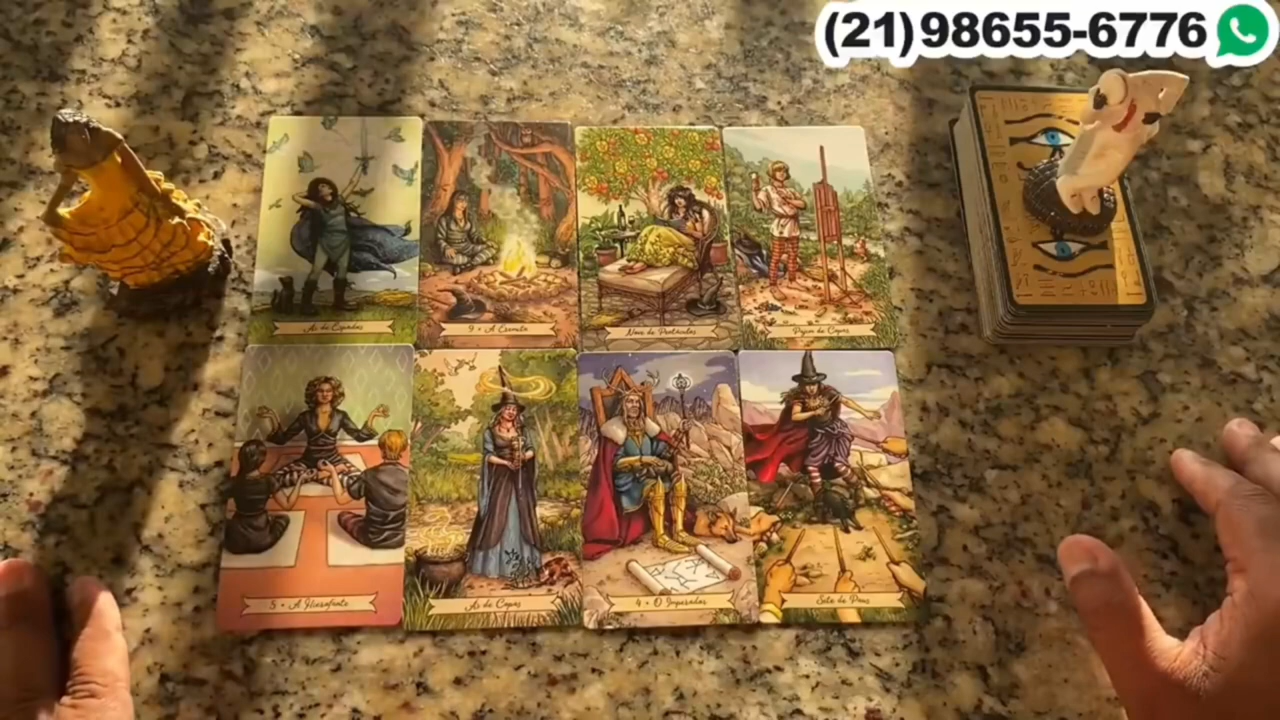 (21)98655-6776
Ás de Espadas
9 • A Eremita
Nove de Pentáculos
Pajem de Copas
5 • A Hierofante
Ás de Copas
4 • O Imperador
Sete de Paus